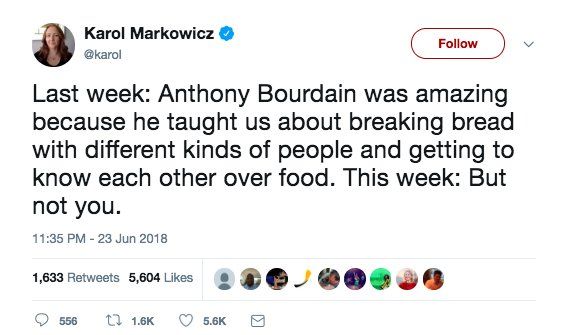 Karol Markowicz
@karol
Follow
Last week: Anthony Bourdain was amazing
because he taught us about breaking bread
with different kinds of people and getting to
know each other over food. This week: But
not you.
11:35 PM - 23 Jun 2018
1,633 Retweets 5,604 Likes
556 1.6K 5.6K